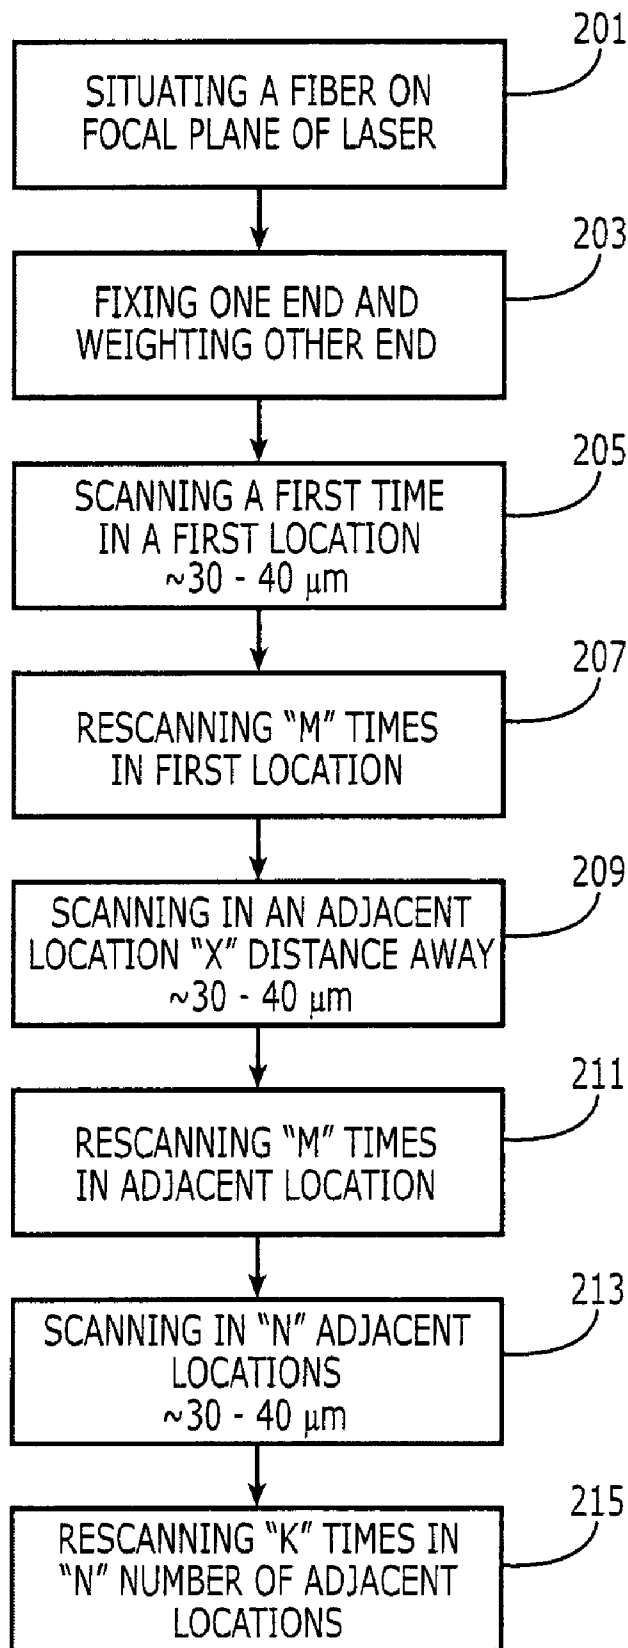 201
SITUATING A FIBER ON
FOCAL PLANE OF LASER
203
FIXING ONE END AND
WEIGHTING OTHER END
205
SCANNING A FIRST TIME
IN A FIRST LOCATION
~30 - 40 μm
207
RESCANNING “M” TIMES
IN FIRST LOCATION
209
SCANNING IN AN ADJACENT
LOCATION “X” DISTANCE AWAY
~30 - 40 μm
211
RESCANNING “M” TIMES
IN ADJACENT LOCATION
213
SCANNING IN “N” ADJACENT
LOCATIONS
~30 - 40 μm
215
RESCANNING “K” TIMES IN
“N” NUMBER OF ADJACENT
LOCATIONS